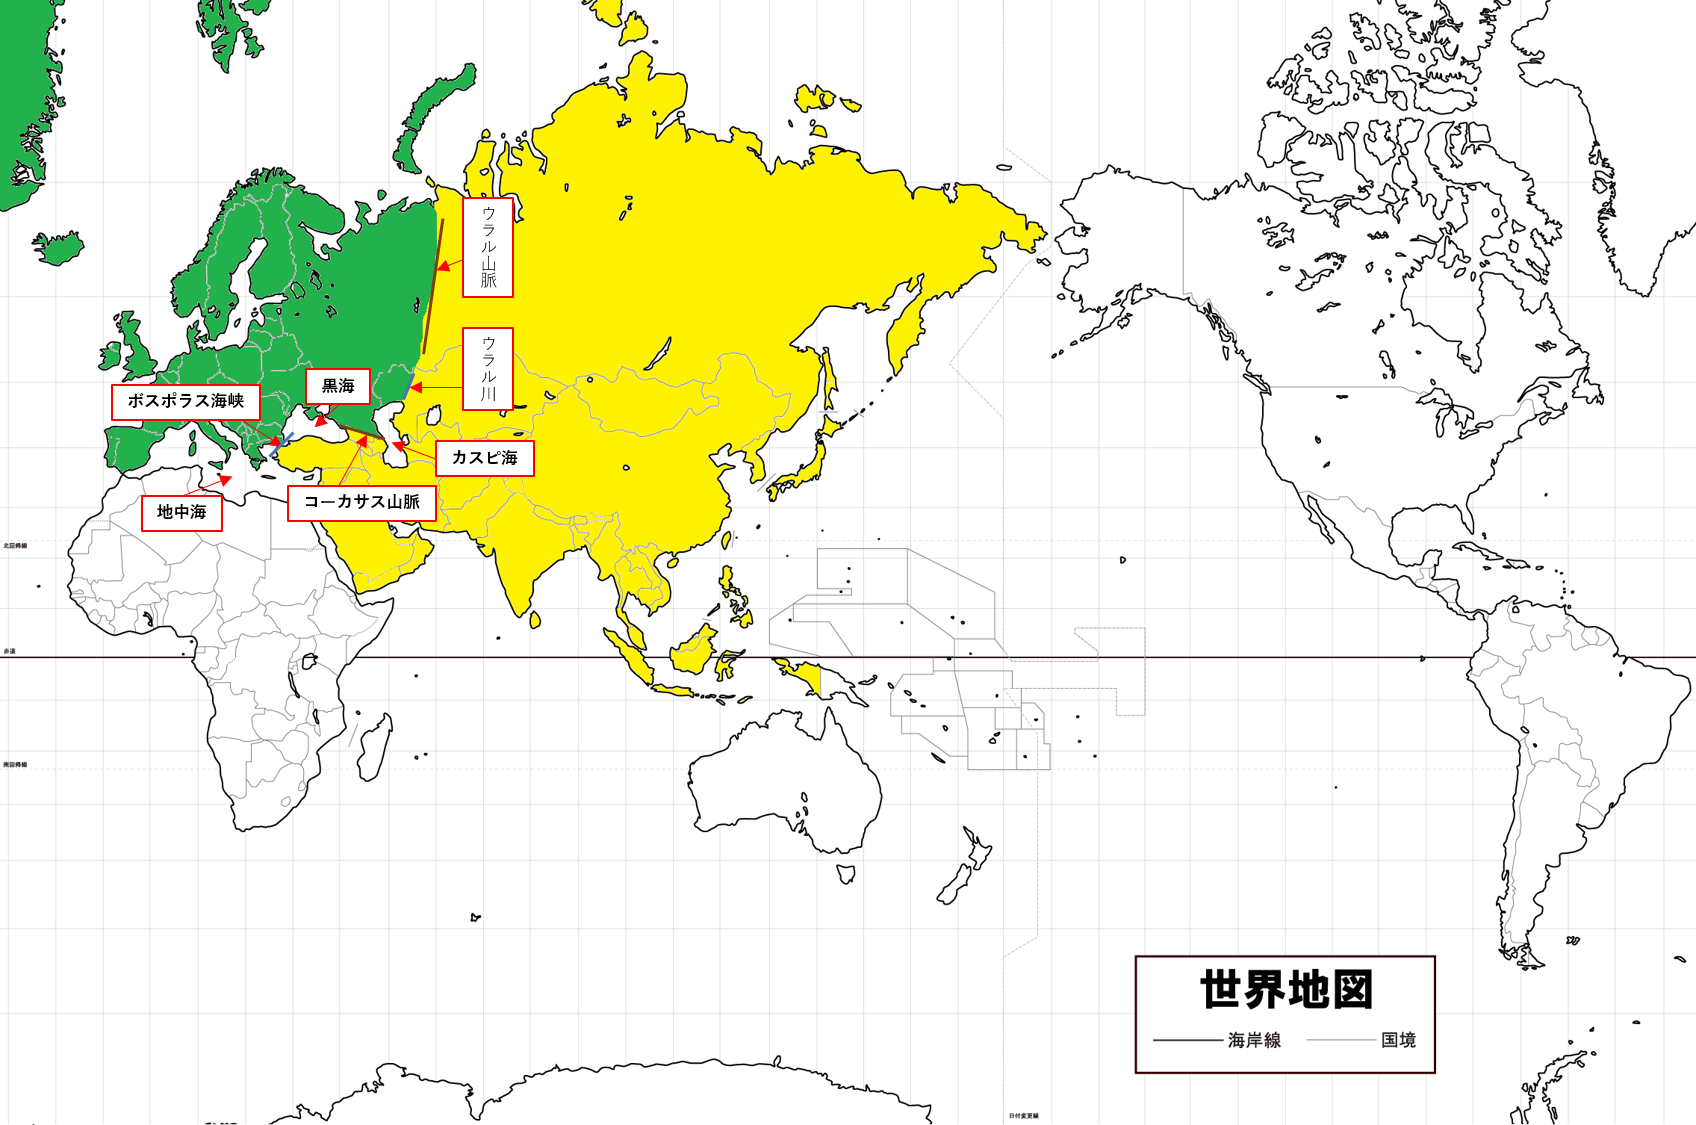 ウラル山脈
ウラル川
黒海
ボスポラス海峡
カスピ海
コーカサス山脈
地中海
北回帰線
赤道
南回帰線
世界地図
海岸線
国境
日付変更線